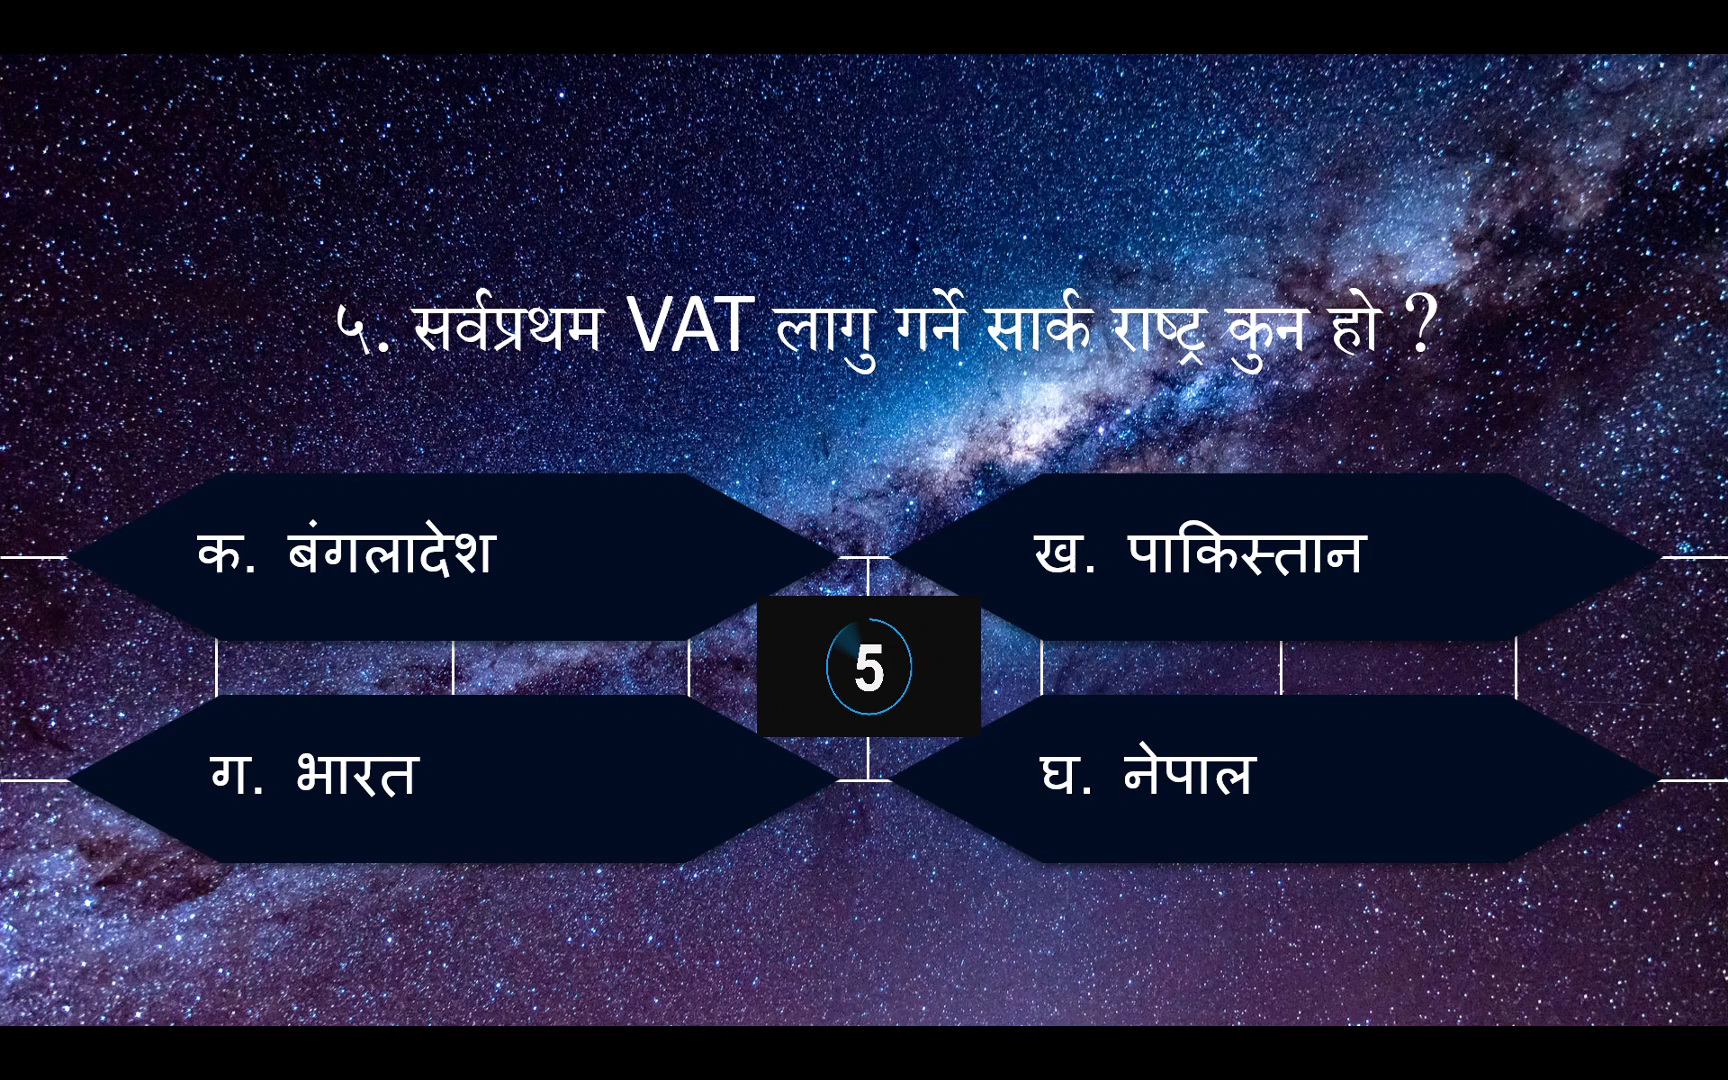 ५. सर्वप्रथम VAT लागु गर्ने सार्क राष्ट्र कुन हो ?
क. बंगलादेश
ख. पाकिस्तान
5
ग. भारत
घ. नेपाल